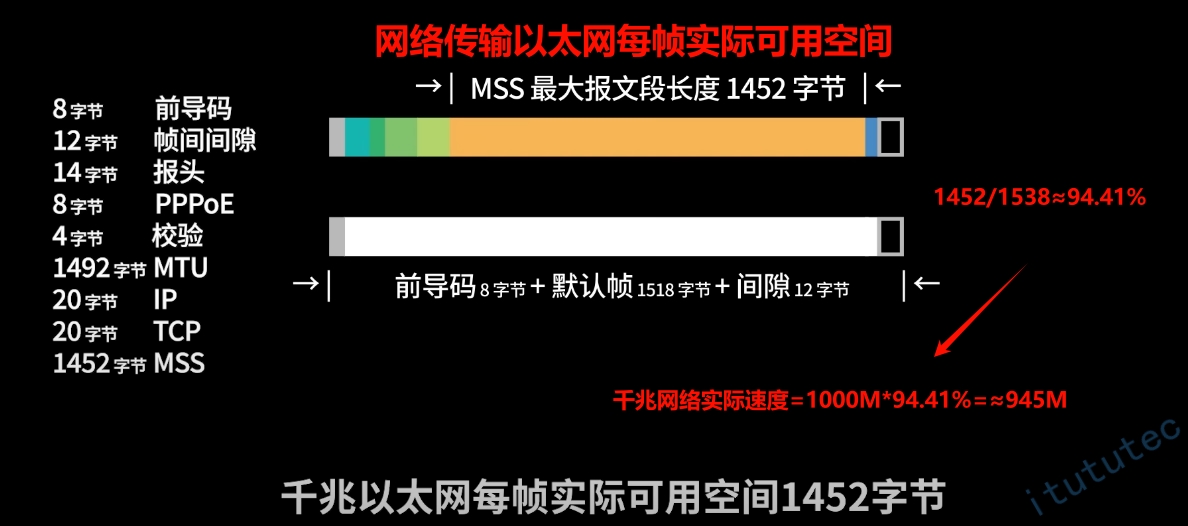 网络传输以太网每帧实际可用空间
→| MSS 最大报文段长度 1452 字节 |←
8字节 前导码
12字节 帧间间隙
14字节 报头
8字节 PPPoE
4字节 校验
1492字节 MTU
20字节 IP
20字节 TCP
1452字节 MSS
1452/1538≈94.41%
→| 前导码8字节+默认帧1518字节+间隙12字节 |←
千兆网络实际速度=1000M*94.41%=≈945M
千兆以太网每帧实际可用空间1452字节
itututec